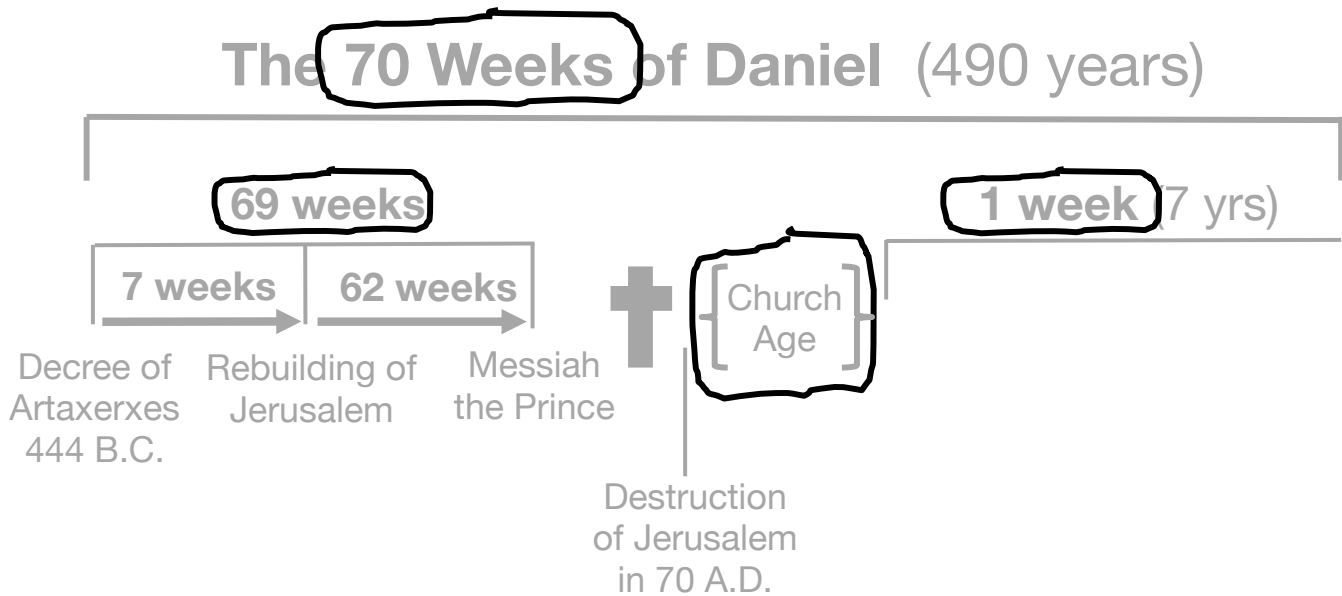 The 70 Weeks of Daniel (490 years)
69 weeks
1 week (7 yrs)
7 weeks
62 weeks
Church
Age
Decree of
Artaxerxes
444 B.C.
Rebuilding of
Jerusalem
Messiah
the Prince
Destruction
of Jerusalem
in 70 A.D.